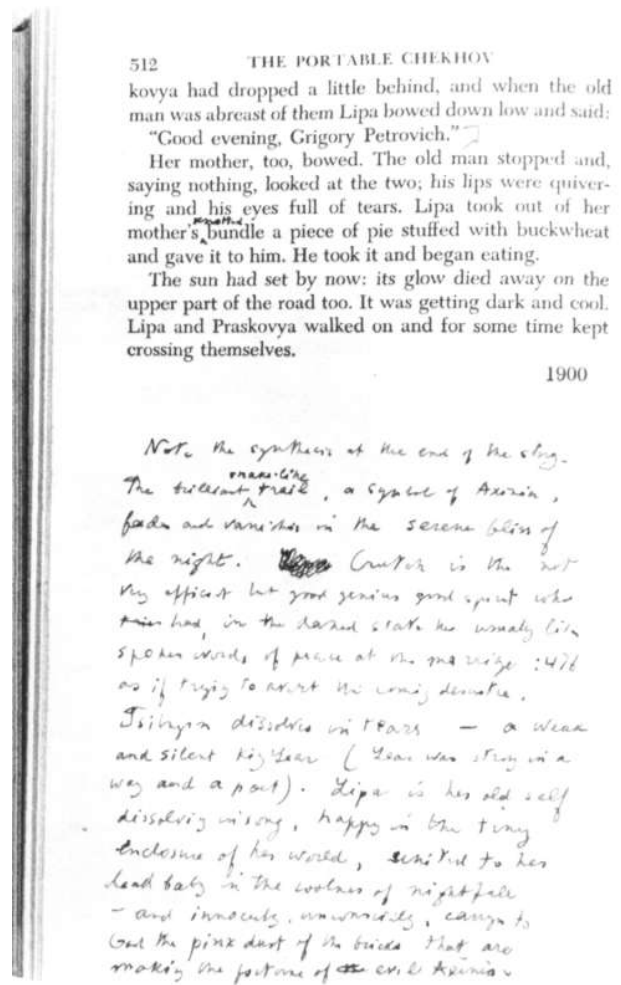 512 THE PORTABLE CHEKHOV
kovya had dropped a little behind, and when the old
man was abreast of them Lipa bowed down low and said:
“Good evening, Grigory Petrovich.”
Her mother, too, bowed. The old man stopped and,
saying nothing, looked at the two; his lips were quiver-
ing and his eyes full of tears. Lipa took out of her
mother's bundle a piece of pie stuffed with buckwheat
and gave it to him. He took it and began eating.
The sun had set by now: its glow died away on the
upper part of the road too. It was getting dark and cool.
Lipa and Praskovya walked on and for some time kept
crossing themselves.
1900
Note the synthesis at the end of the story.
snake-like
The brilliant trail, a symbol of Axinia,
fades and vanishes in the serene bliss of
the night. Crutch is the not
very efficient but good genius good spirit who
had, in the
spoken words of peace at the marriage : 476
as if trying to avert the coming
Tsibykin dissolves in tears — a weak
and silent King Lear (Lear was strong in a
way and a poet). Lipa is her old self
dissolving in song, happy in the tiny
enclosure of her world, united to her
dead baby in the coolness of nightfall
– and innocently, unconsciously, carrying to
God the pink dust of the bricks that are
making the fortune of evil Axinia